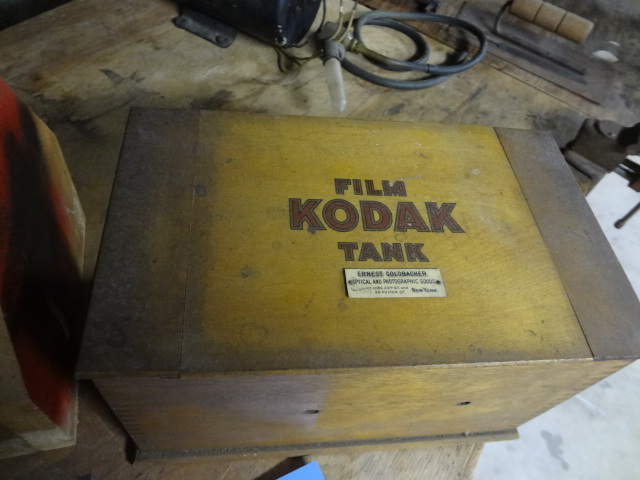 FILM
KODAK
TANK
ERNEST GOLDBACHER,
OPTICAL AND PHOTOGRAPHIC GOODS
NEW YORK